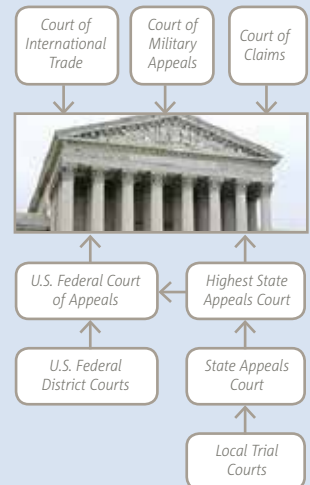 Court of
International
Trade
Court of
Military
Appeals
Court of
Claims
U.S. Federal Court
of Appeals
Highest State
Appeals Court
U.S. Federal
District Courts
State Appeals
Court
Local Trial
Courts